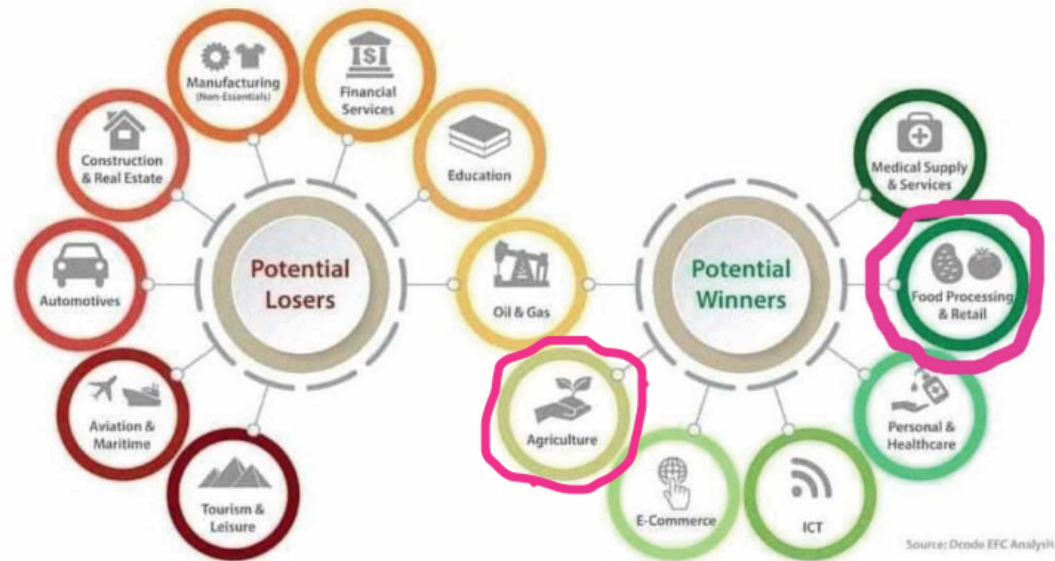 Manufacturing
(Non-Essentials)
Financial
Services
Construction
& Real Estate
Education
Automotives
Potential
Losers
Oil & Gas
Aviation &
Maritime
Tourism &
Leisure
Potential
Winners
Medical Supply
& Services
Food Processing
& Retail
Agriculture
Personal &
Healthcare
E-Commerce
ICT
Source: Dcode EFC Analysis